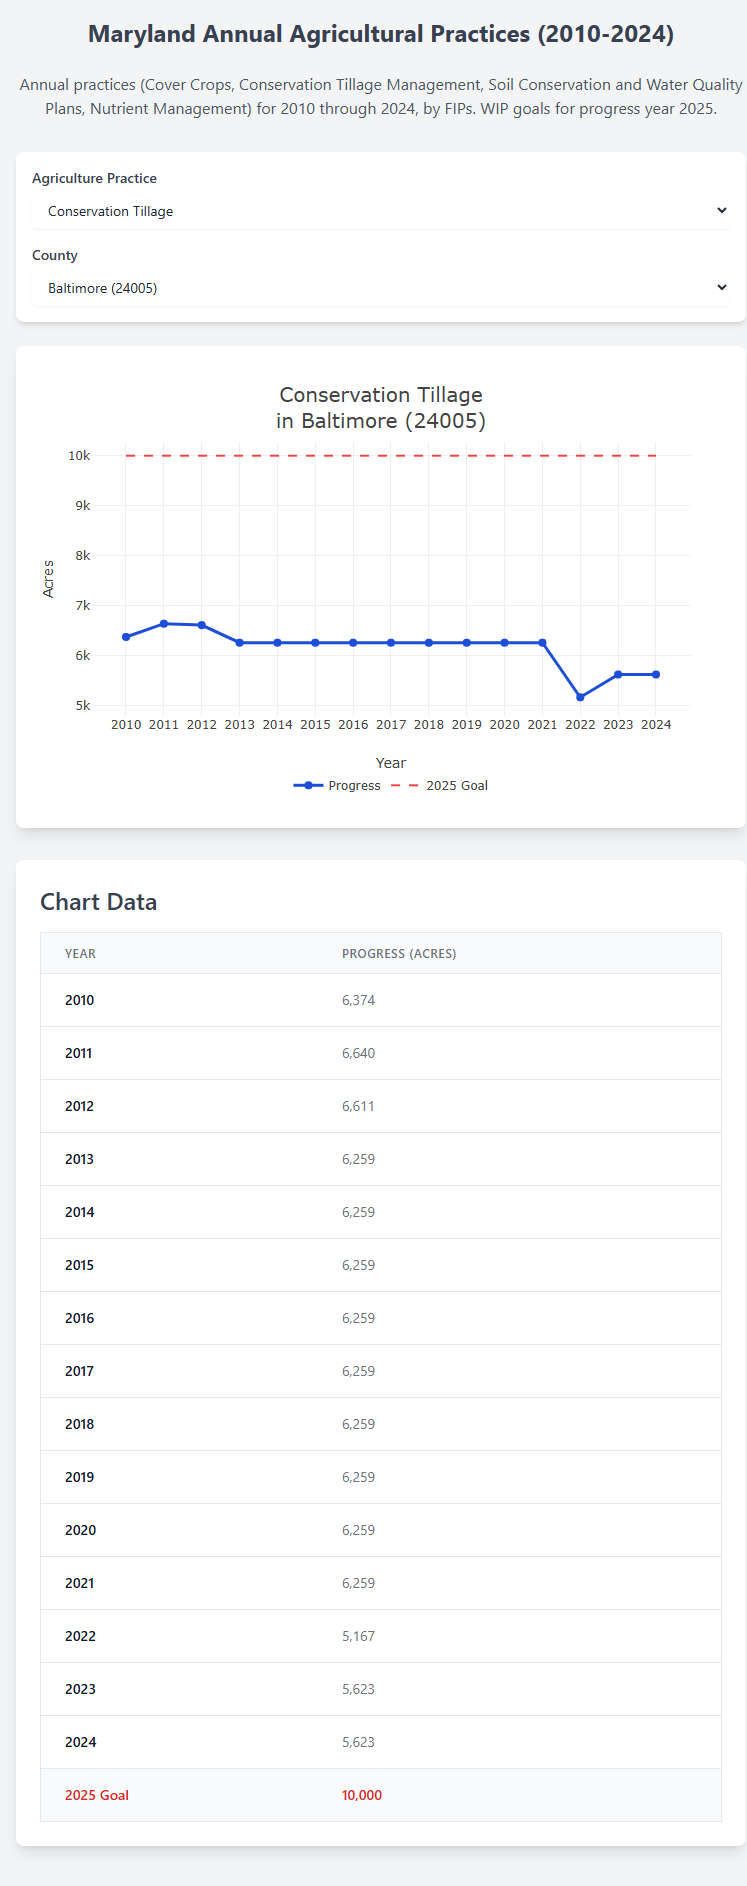 Maryland Annual Agricultural Practices (2010-2024)
Annual practices (Cover Crops, Conservation Tillage Management, Soil Conservation and Water Quality
Plans, Nutrient Management) for 2010 through 2024, by FIPs. WIP goals for progress year 2025.
Agriculture Practice
Conservation Tillage
County
Baltimore (24005)
Conservation Tillage
in Baltimore (24005)
10k
9k
8k
7k
6k
5k
Acres
2010 2011 2012 2013 2014 2015 2016 2017 2018 2019 2020 2021 2022 2023 2024
Year
Progress 2025 Goal
Chart Data
YEAR PROGRESS (ACRES)
2010 6,374
2011 6,640
2012 6,611
2013 6,259
2014 6,259
2015 6,259
2016 6,259
2017 6,259
2018 6,259
2019 6,259
2020 6,259
2021 6,259
2022 5,167
2023 5,623
2024 5,623
2025 Goal 10,000